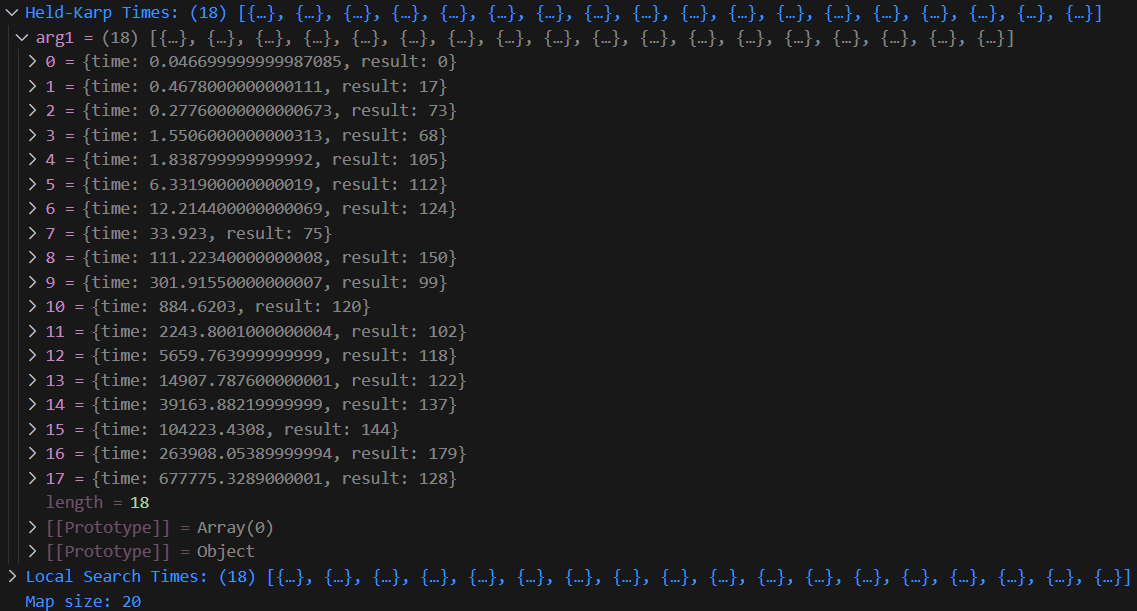 Held-Karp Times: (18) [{…}, {…}, {…}, {…}, {…}, {…}, {…}, {…}, {…}, {…}, {…}, {…}, {…}, {…}, {…}, {…}, {…}, {…}]
arg1 = (18) [{…}, {…}, {…}, {…}, {…}, {…}, {…}, {…}, {…}, {…}, {…}, {…}, {…}, {…}, {…}, {…}, {…}, {…}]
0 = {time: 0.046699999999987085, result: 0}
1 = {time: 0.4678000000000111, result: 17}
2 = {time: 0.27760000000000673, result: 73}
3 = {time: 1.5506000000000313, result: 68}
4 = {time: 1.838799999999992, result: 105}
5 = {time: 6.331900000000019, result: 112}
6 = {time: 12.214400000000069, result: 124}
7 = {time: 33.923, result: 75}
8 = {time: 111.22340000000008, result: 150}
9 = {time: 301.91550000000007, result: 99}
10 = {time: 884.6203, result: 120}
11 = {time: 2243.8001000000004, result: 102}
12 = {time: 5659.763999999999, result: 118}
13 = {time: 14907.787600000001, result: 122}
14 = {time: 39163.88219999999, result: 137}
15 = {time: 104223.4308, result: 144}
16 = {time: 263908.05389999994, result: 179}
17 = {time: 677775.3289000001, result: 128}
length = 18
[[Prototype]] = Array(0)
[[Prototype]] = Object
Local Search Times: (18) [{…}, {…}, {…}, {…}, {…}, {…}, {…}, {…}, {…}, {…}, {…}, {…}, {…}, {…}, {…}, {…}, {…}, {…}]
Map size: 20